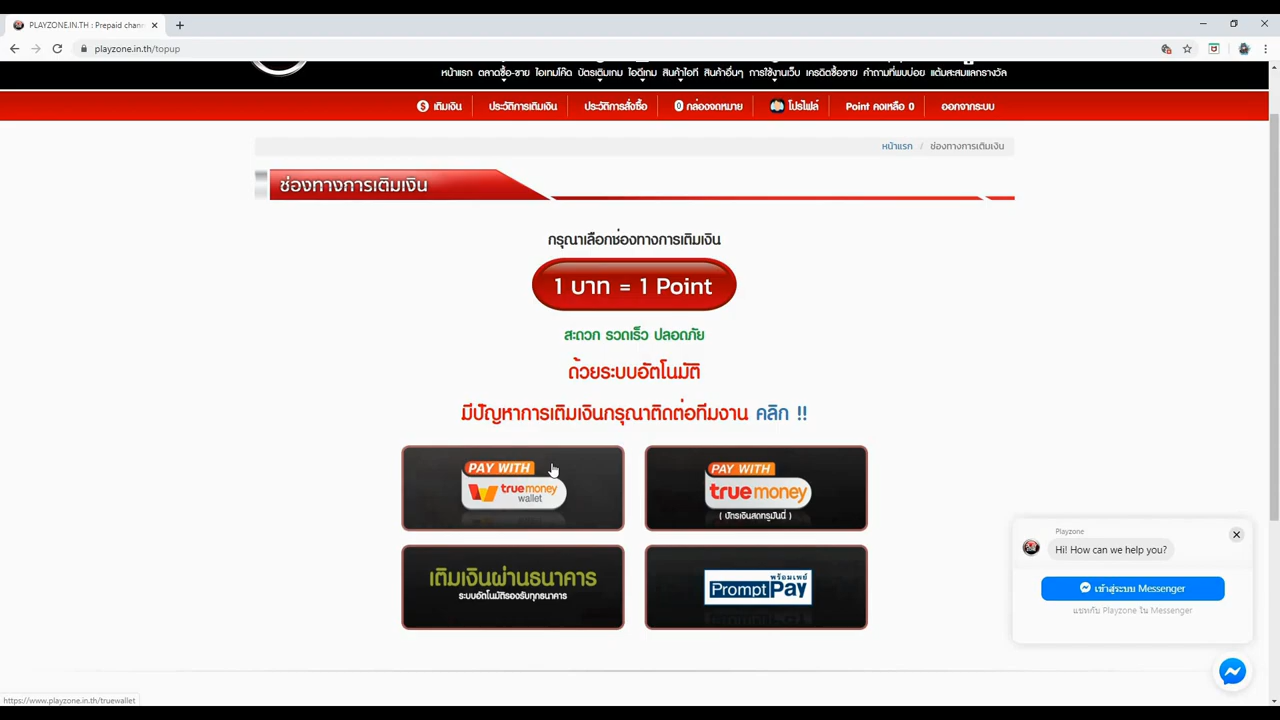 PLAYZONE.IN.TH : Prepaid chan
playzone.in.th/topup
หน้าแรก ตลาดซื้อ-ขาย ไอเทมโค๊ด บัตรเติมเกม ไอดีเกม สินค้าไอที สินค้าอื่นๆ การใช้งานเว็บ เครดิตซื้อขาย คำถามที่พบบ่อย แต้มสะสมแลกรางวัล
เติมเงิน ประวัติการเติมเงิน ประวัติการสั่งซื้อ 0 กล่องจดหมาย โปรไฟล์ Point คงเหลือ 0 ออกจากระบบ
หน้าแรก / ช่องทางการเติมเงิน
ช่องทางการเติมเงิน
กรุณาเลือกช่องทางการเติมเงิน
1 บาท = 1 Point
สะดวก รวดเร็ว ปลอดภัย
ด้วยระบบอัตโนมัติ
มีปัญหาการเติมเงินกรุณาติดต่อทีมงาน คลิก !!
PAY WITH
truemoney
wallet
PAY WITH
truemoney
( บัตรเงินสดทรูมันนี่ )
เติมเงินผ่านธนาคาร
ระบบอัตโนมัติรองรับทุกธนาคาร
พร้อมเพย์
PromptPay
Playzone
Hi! How can we help you?
เข้าสู่ระบบ Messenger
แชทกับ Playzone ใน Messenger
https://www.playzone.in.th/truewallet